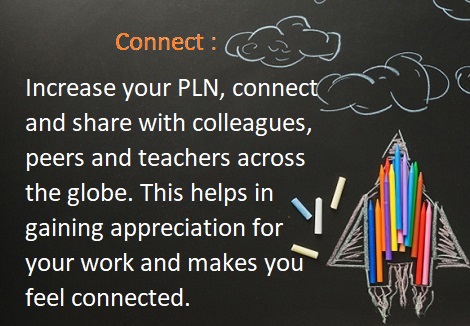 Connect :
Increase your PLN, connect
and share with colleagues,
peers and teachers across
the globe. This helps in
gaining appreciation for
your work and makes you
feel connected.